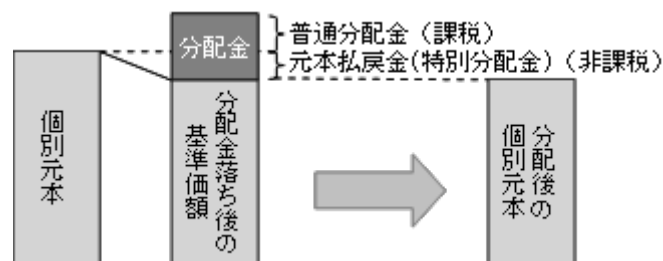 分配金
普通分配金（課税）
元本払戻金(特別分配金)（非課税）
個別元本
分配金落ち後の
基準価額
分配後の
個別元本